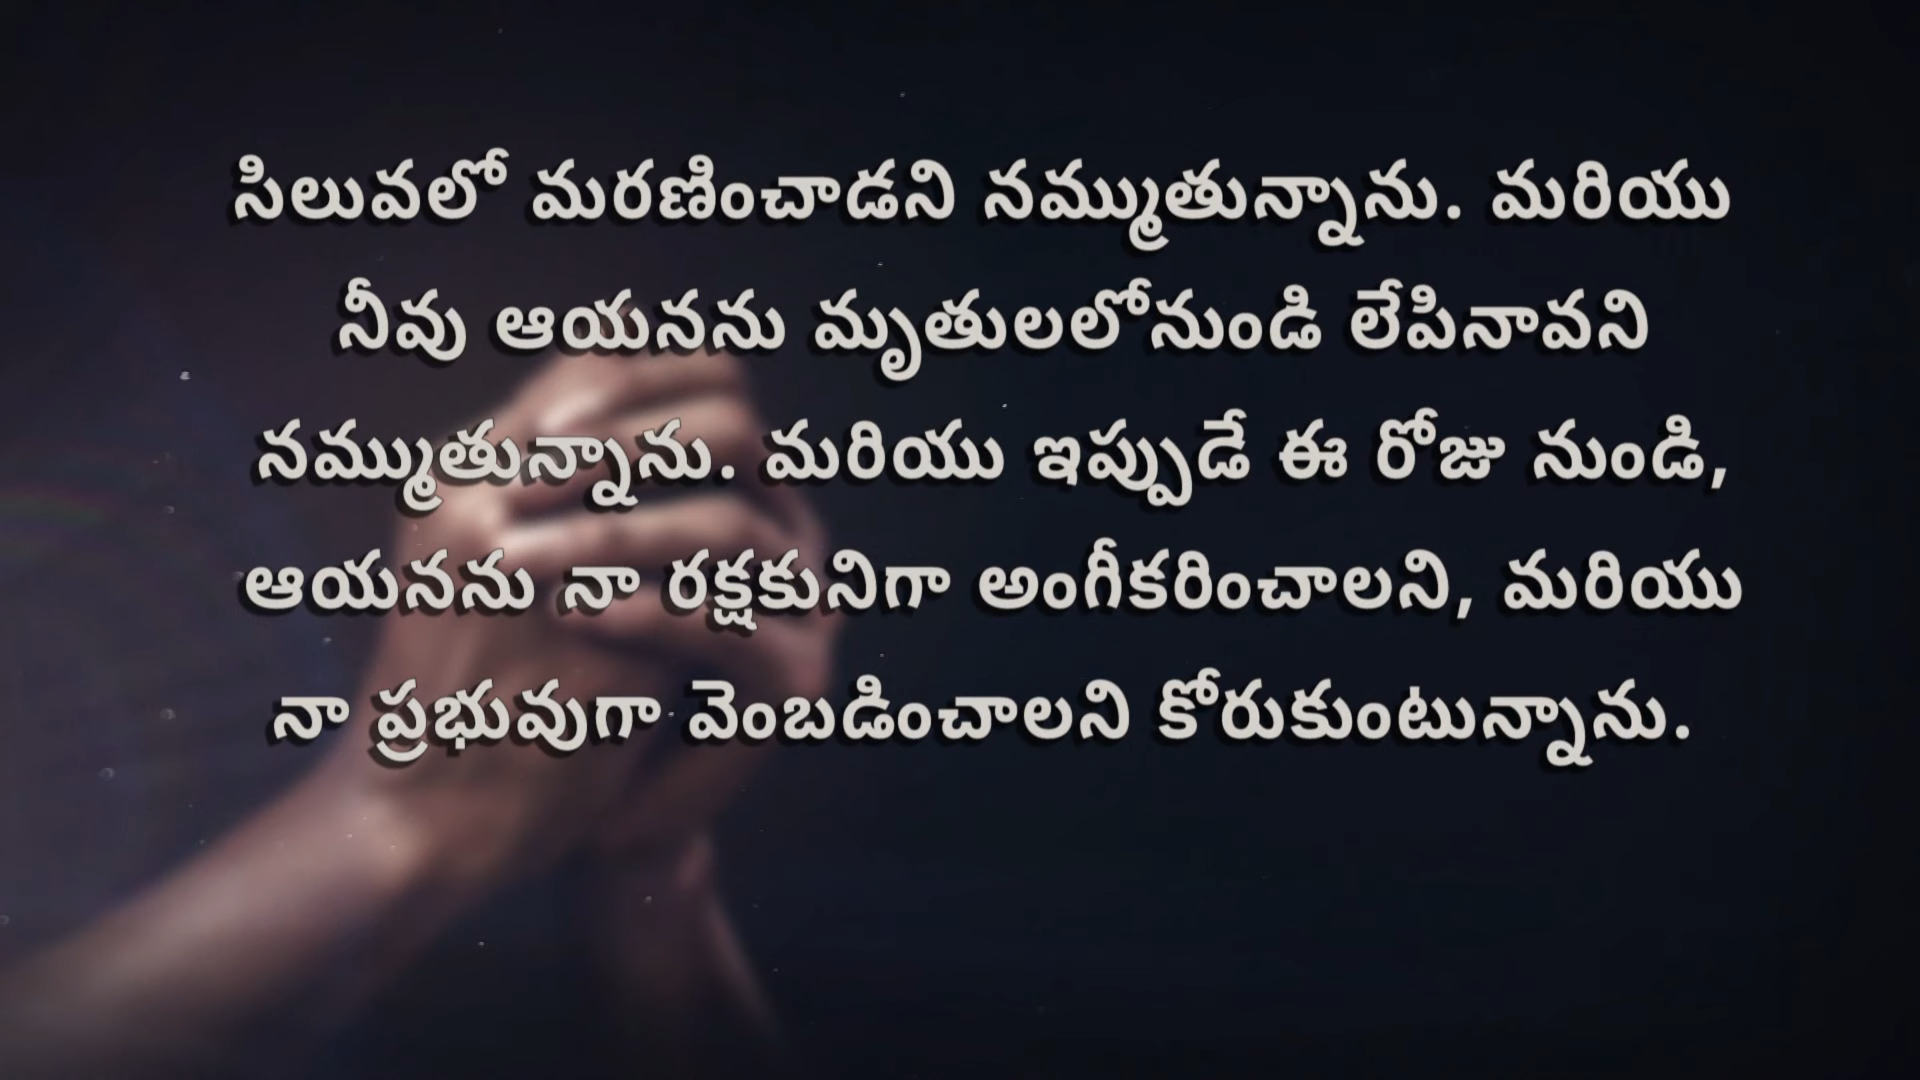 సిలువలో మరణించాడని నమ్ముతున్నాను. మరియు
నీవు ఆయనను మృతులలోనుండి లేపినావని
నమ్ముతున్నాను. మరియు ఇప్పుడే ఈ రోజు నుండి,
ఆయనను నా రక్షకునిగా అంగీకరించాలని, మరియు
నా ప్రభువుగా వెంబడించాలని కోరుకుంటున్నాను.